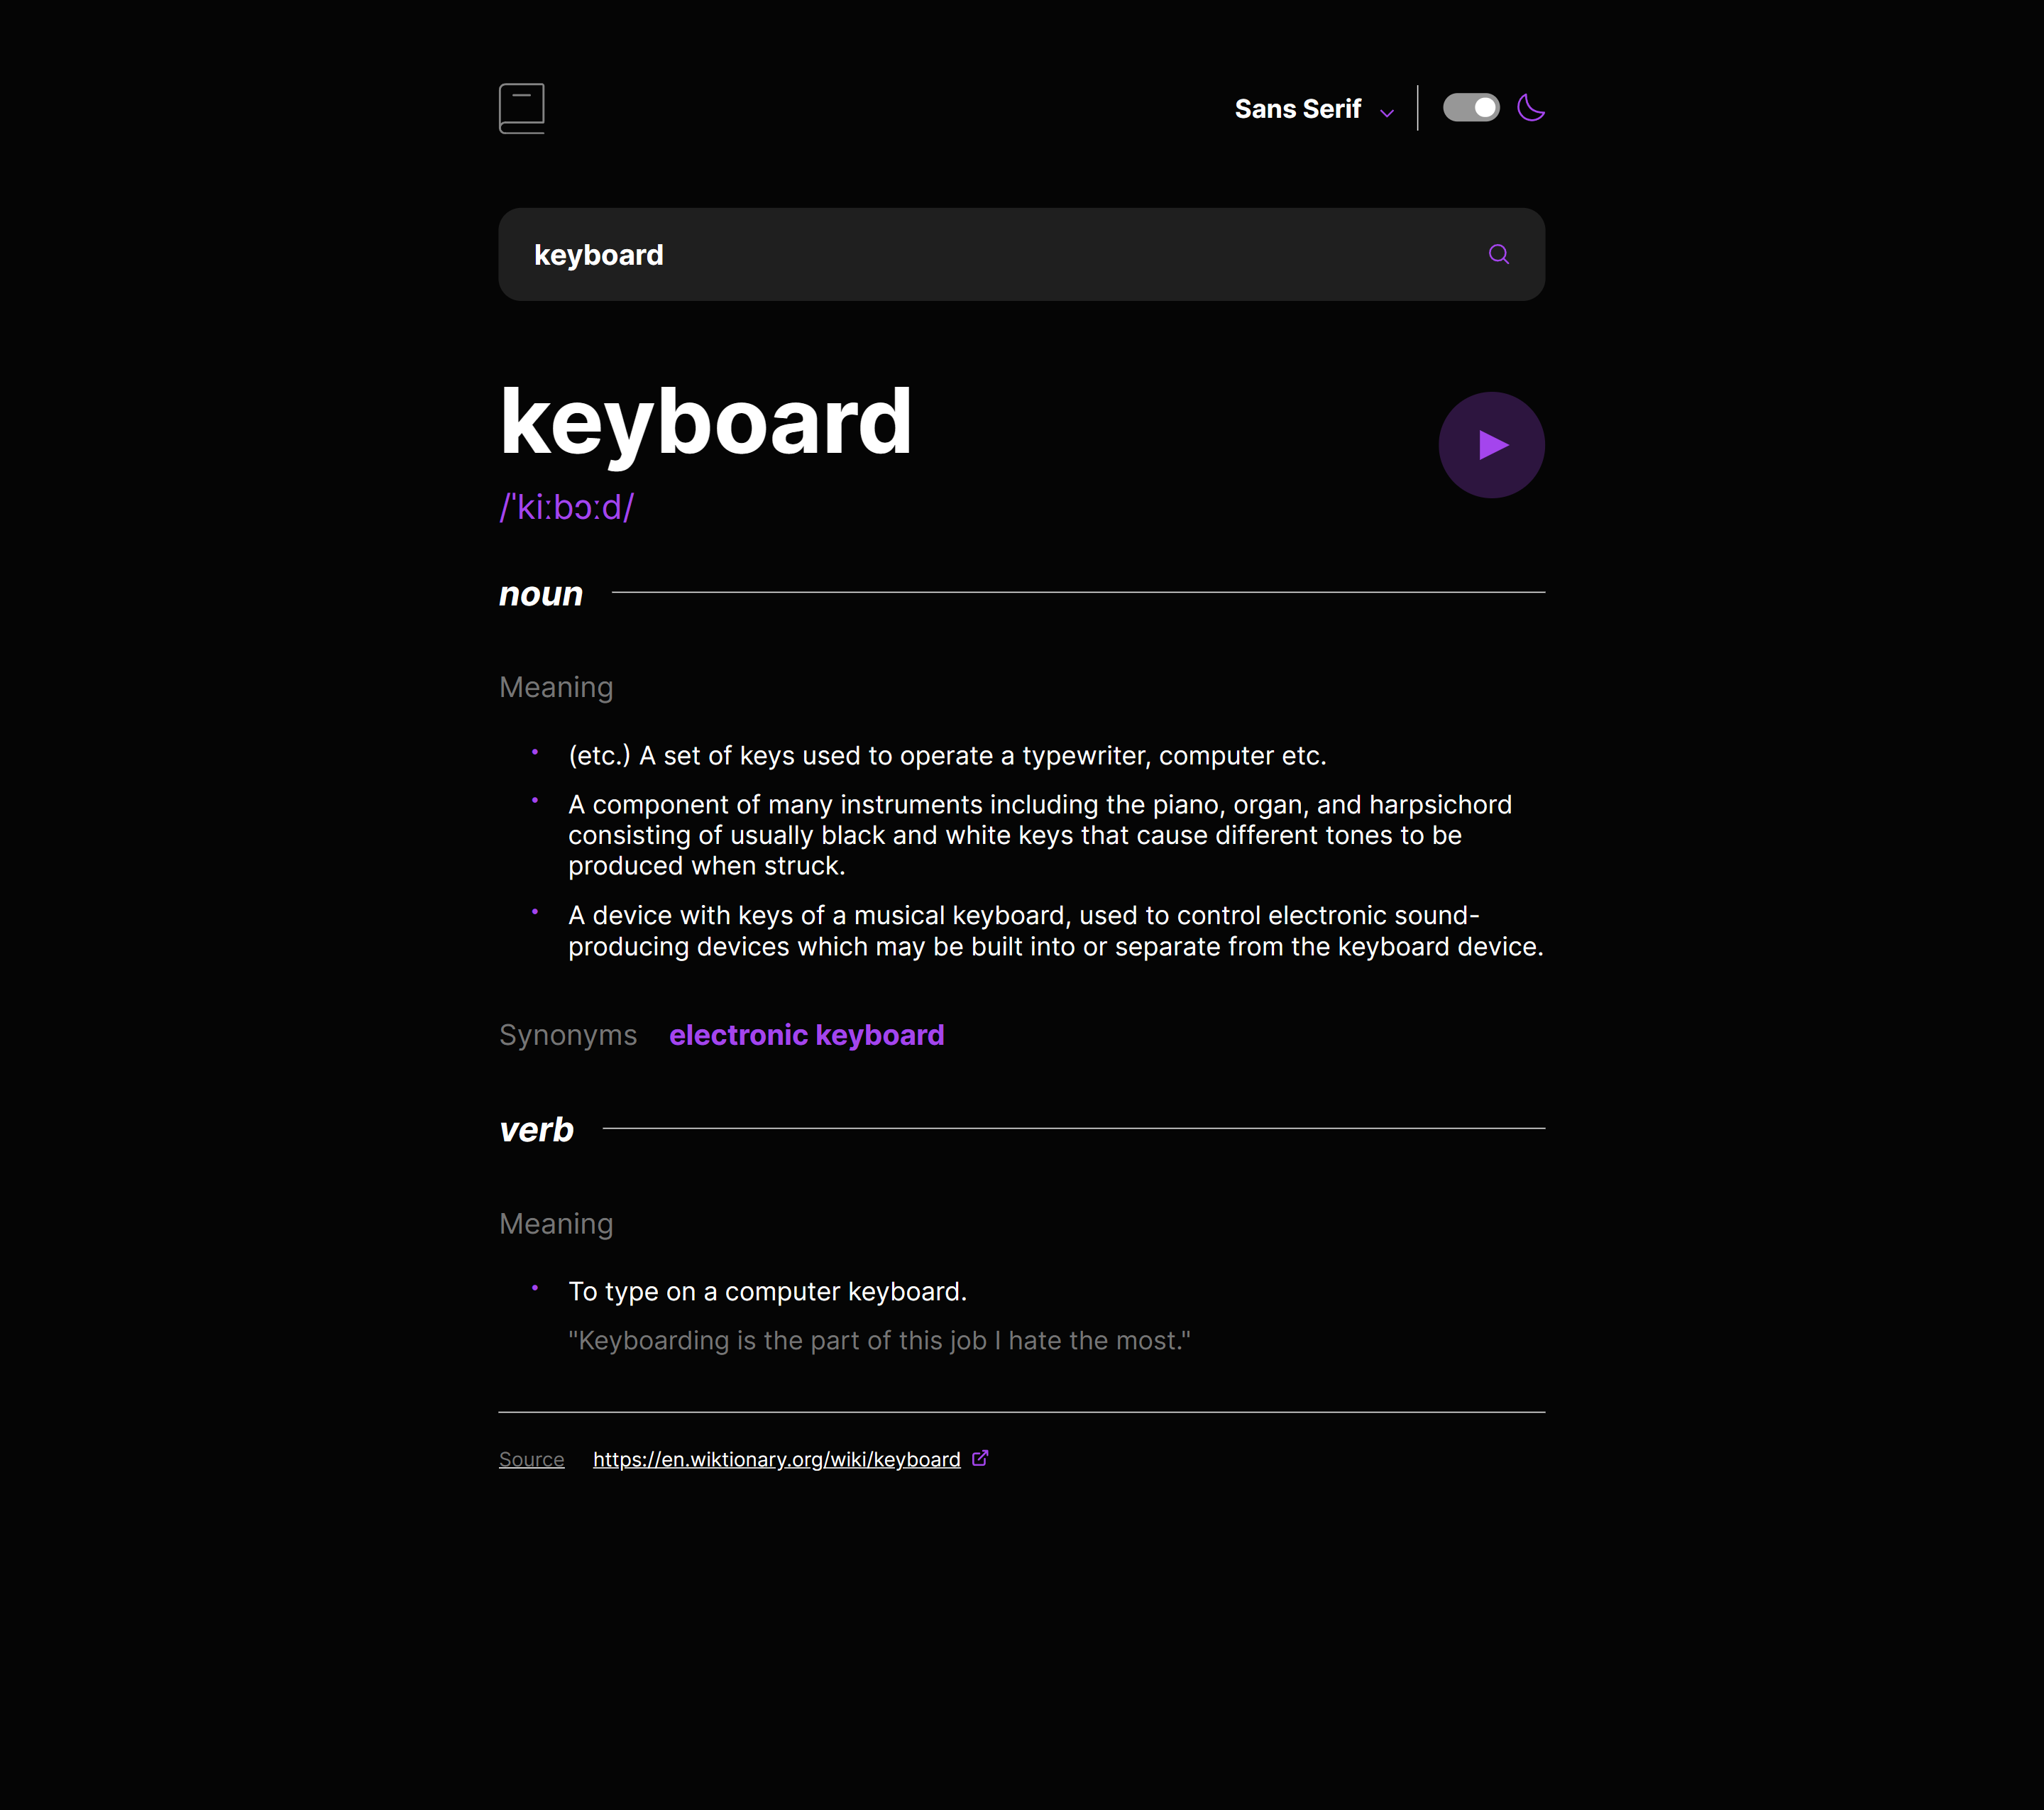 Sans Serif
keyboard
keyboard
/ˈkiːbɔːd/
noun
Meaning
(etc.) A set of keys used to operate a typewriter, computer etc.
A component of many instruments including the piano, organ, and harpsichord
consisting of usually black and white keys that cause different tones to be
produced when struck.
A device with keys of a musical keyboard, used to control electronic sound-
producing devices which may be built into or separate from the keyboard device.
Synonyms electronic keyboard
verb
Meaning
To type on a computer keyboard.
"Keyboarding is the part of this job I hate the most."
Source https://en.wiktionary.org/wiki/keyboard